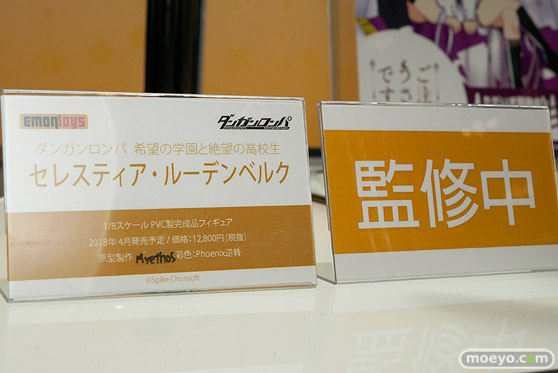 EMONtoys
ダンガンロンパ
ダンガンロンパ 希望の学園と絶望の高校生
セレスティア・ルーデンベルク
1/8スケール PVC製完成品フィギュア
2018年 4月発売予定 / 価格:12,800円(税抜)
原型製作 Myethos 彩色:Phoenix逆转
©Spike Chunsoft
監修中
moeyo.com